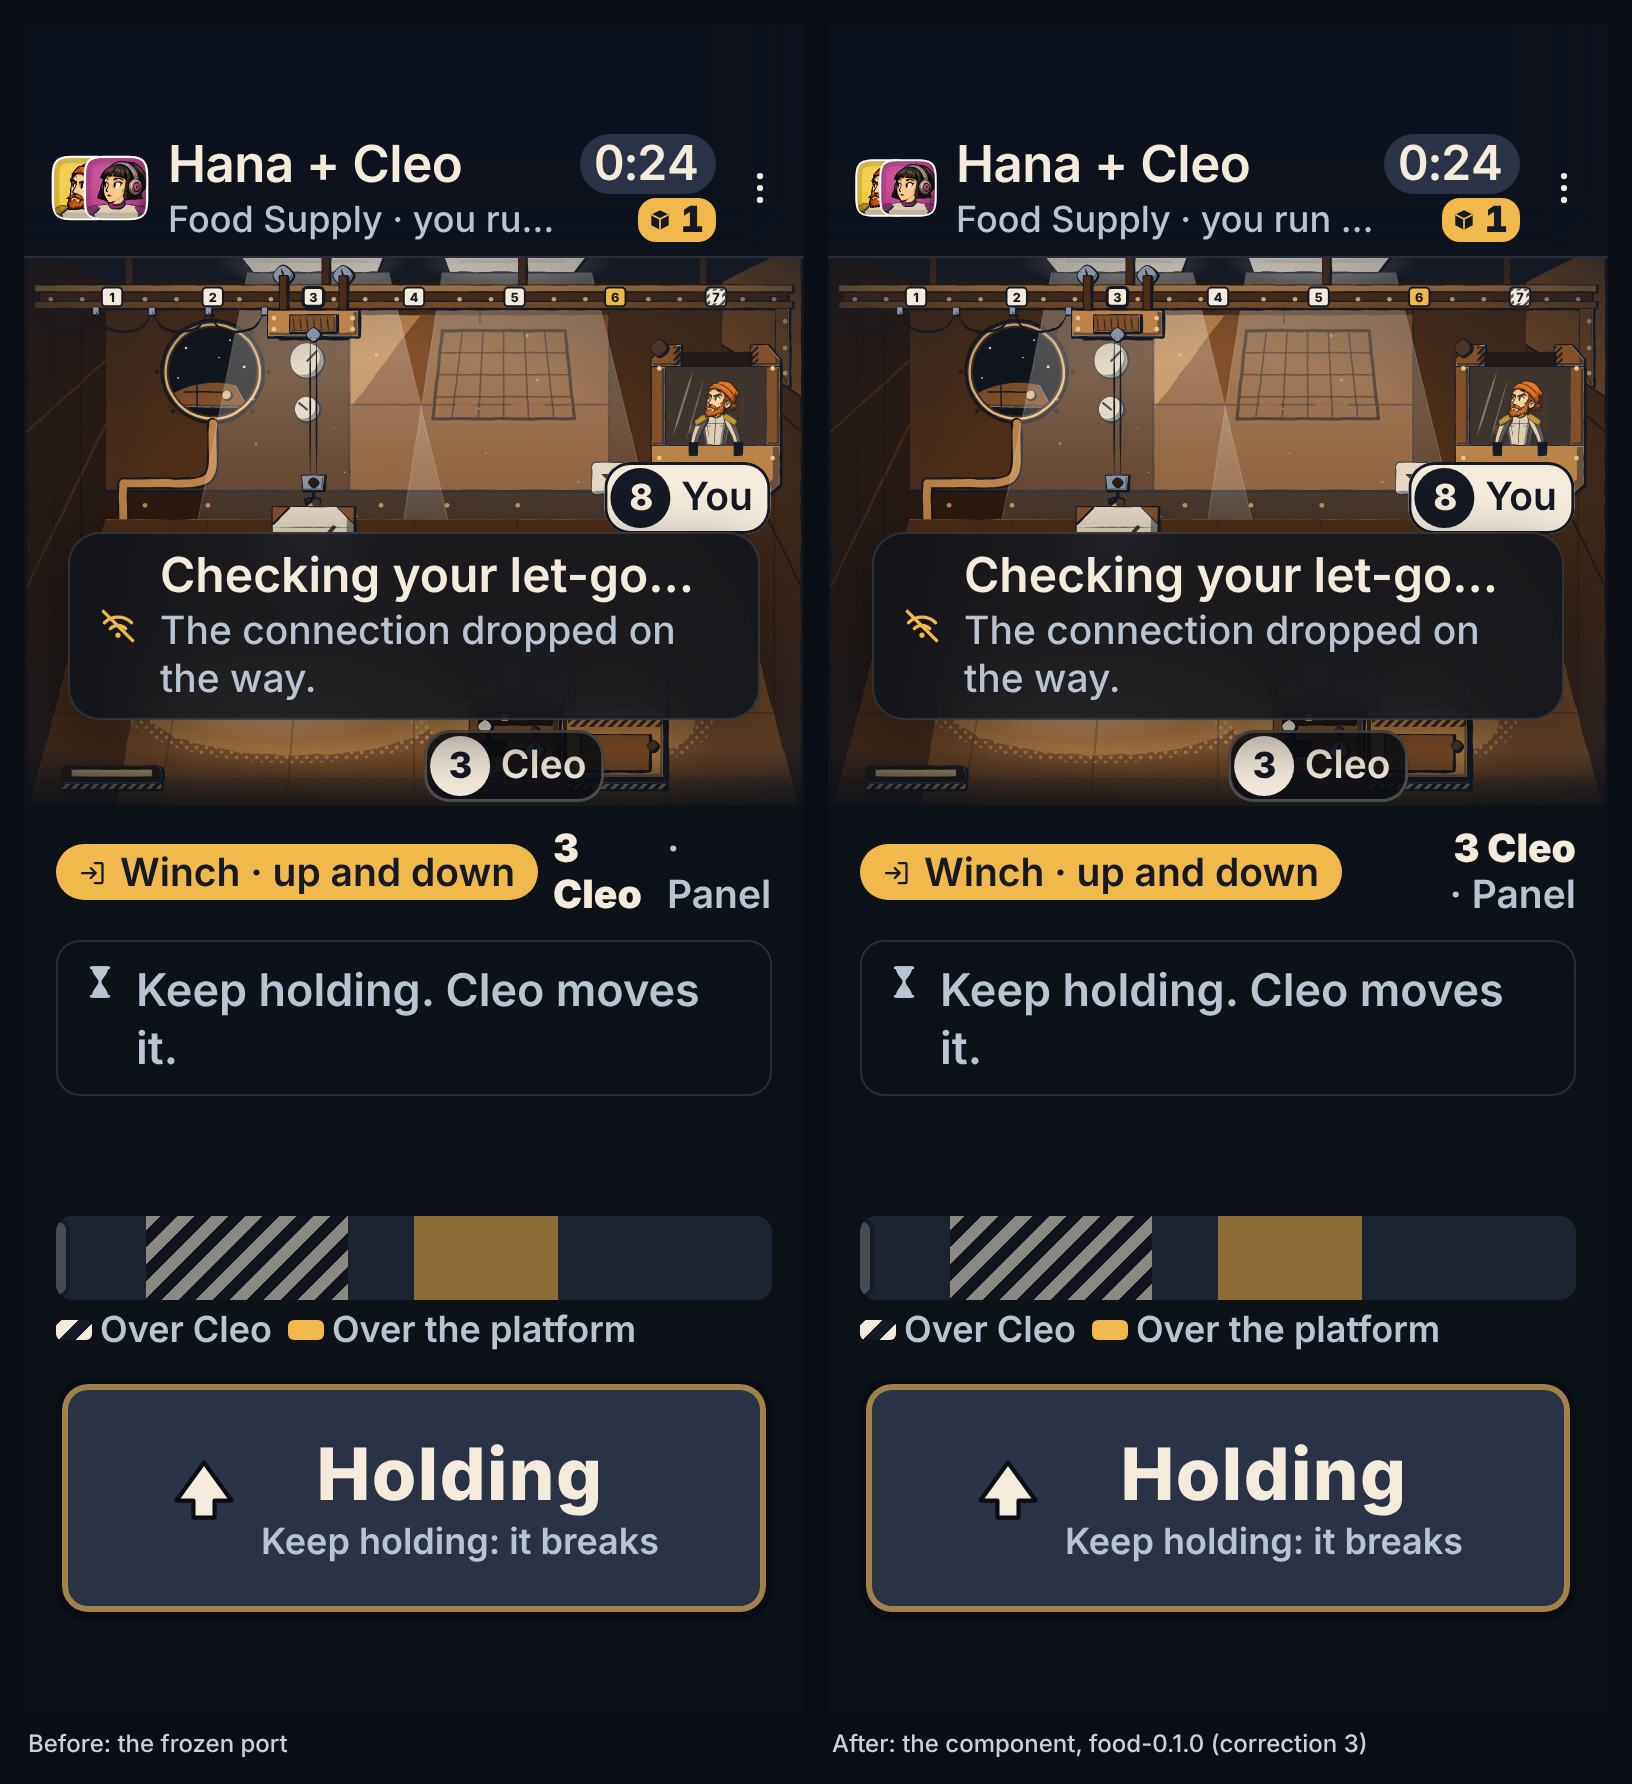 Hana + Cleo
0:24
Food Supply · you ru...
1
1 2 3 4 5 6 7
8 You
Checking your let-go...
The connection dropped on
the way.
3 Cleo
Winch · up and down
3
Cleo
·
Panel
Keep holding. Cleo moves
it.
Over Cleo Over the platform
Holding
Keep holding: it breaks
Before: the frozen port
Hana + Cleo
0:24
Food Supply · you run ...
1
1 2 3 4 5 6 7
8 You
Checking your let-go...
The connection dropped on
the way.
3 Cleo
Winch · up and down
3 Cleo
· Panel
Keep holding. Cleo moves
it.
Over Cleo Over the platform
Holding
Keep holding: it breaks
After: the component, food-0.1.0 (correction 3)